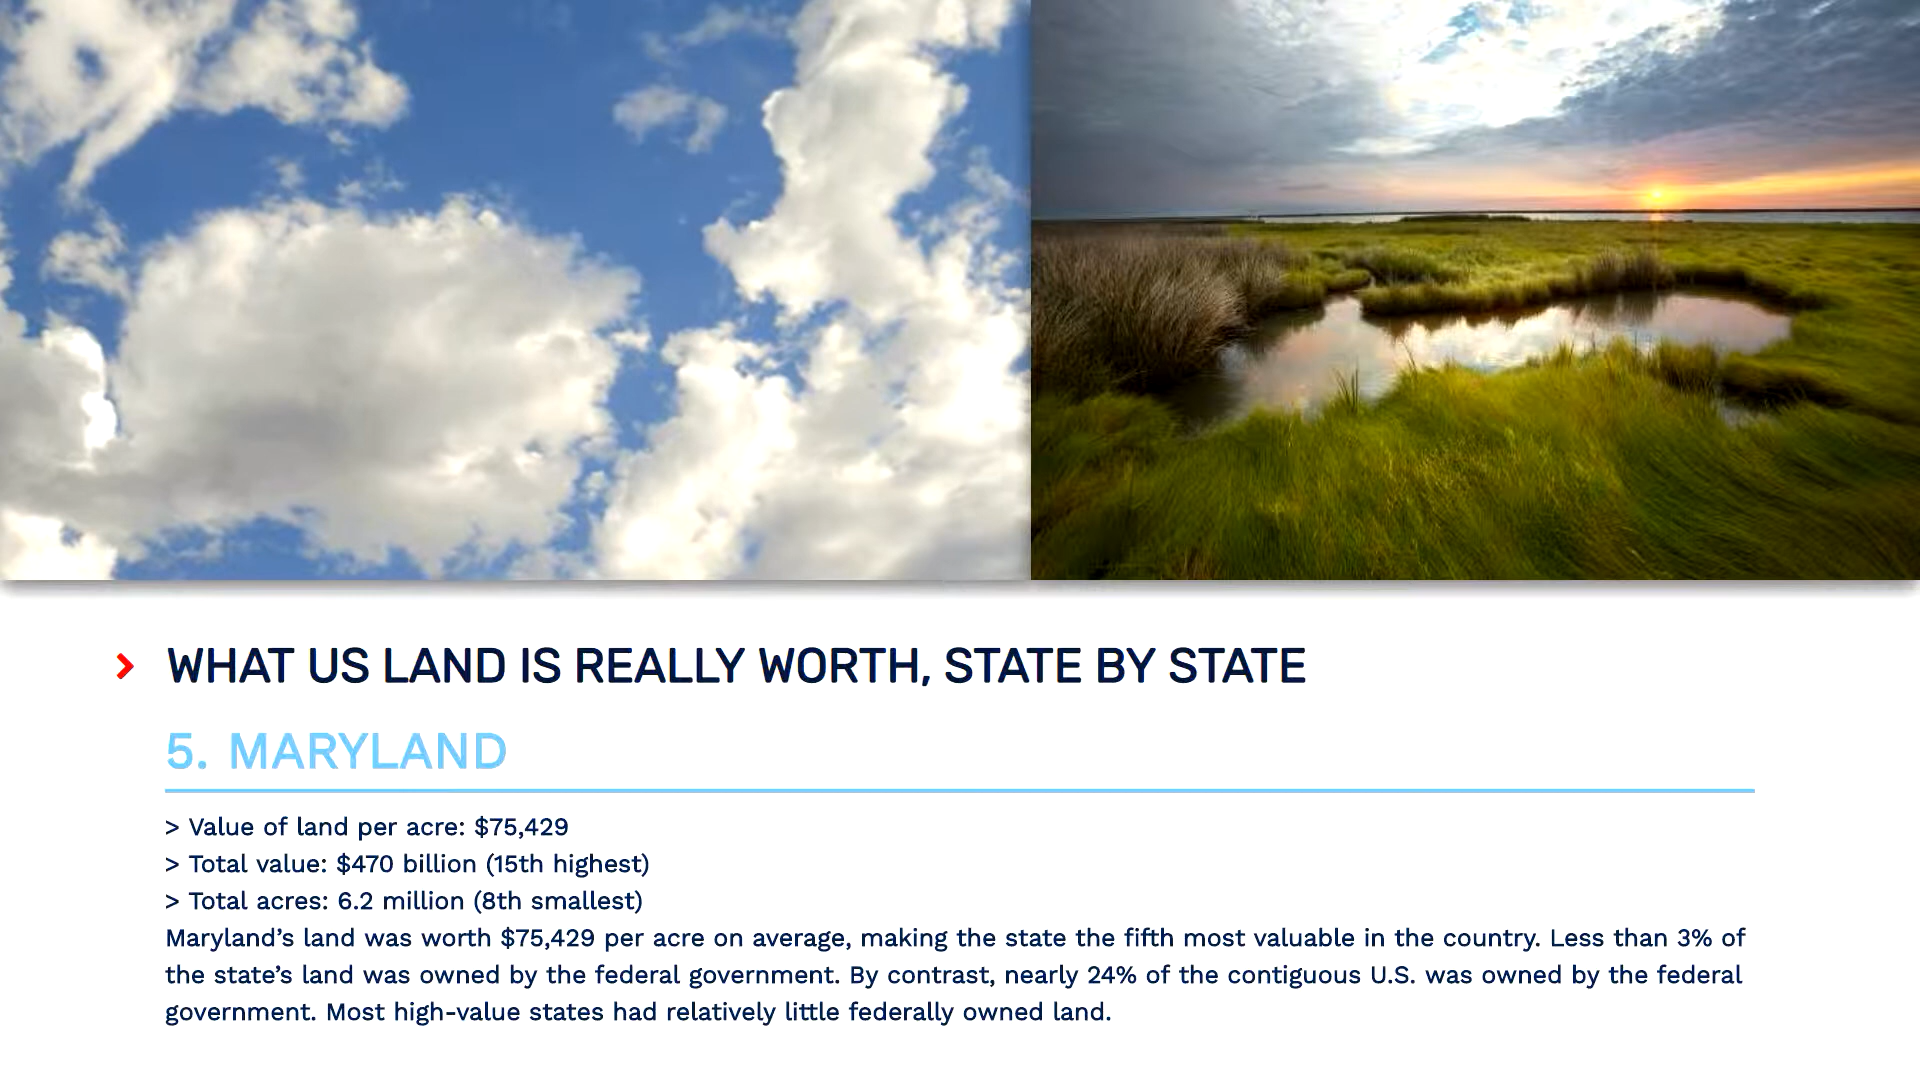 WHAT US LAND IS REALLY WORTH, STATE BY STATE
5. MARYLAND
> Value of land per acre: $75,429
> Total value: $470 billion (15th highest)
> Total acres: 6.2 million (8th smallest)
Maryland’s land was worth $75,429 per acre on average, making the state the fifth most valuable in the country. Less than 3% of
the state’s land was owned by the federal government. By contrast, nearly 24% of the contiguous U.S. was owned by the federal
government. Most high-value states had relatively little federally owned land.